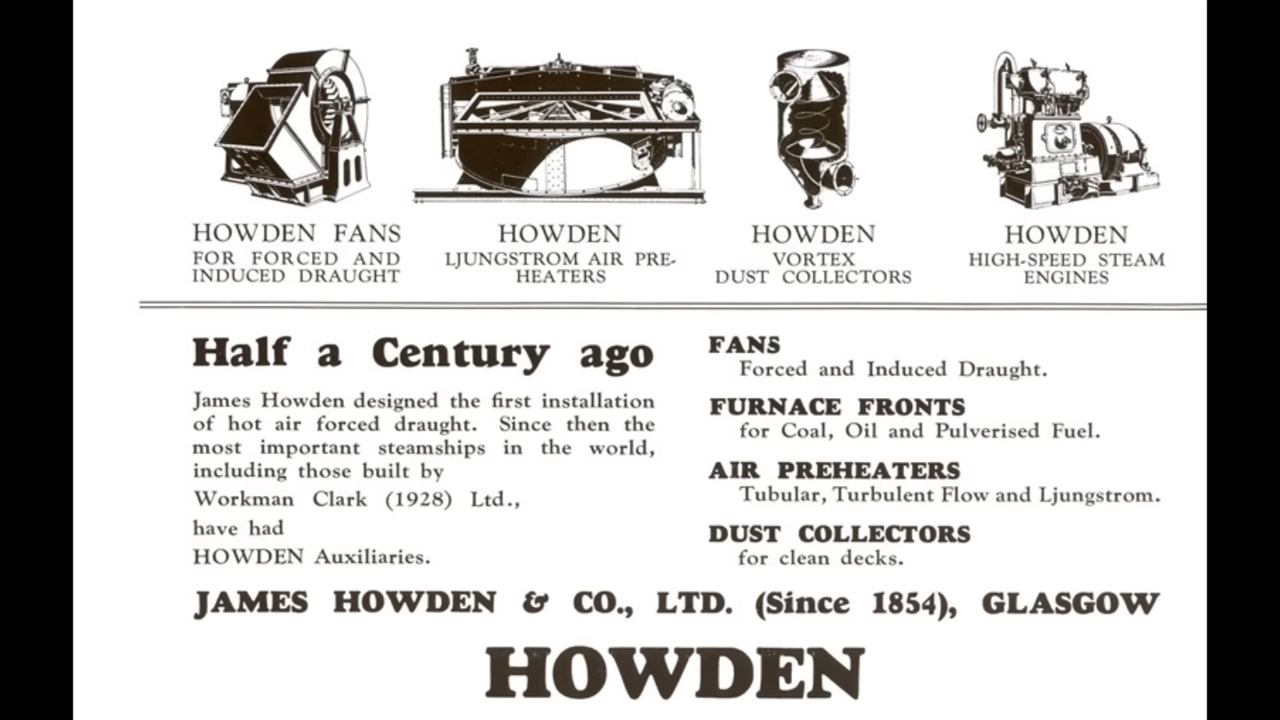 HOWDEN FANS
FOR FORCED AND
INDUCED DRAUGHT
HOWDEN
LJUNGSTROM AIR PRE-
HEATERS
HOWDEN
VORTEX
DUST COLLECTORS
HOWDEN
HIGH-SPEED STEAM
ENGINES
Half a Century ago
James Howden designed the first installation
of hot air forced draught. Since then the
most important steamships in the world,
including those built by
Workman Clark (1928) Ltd.,
have had
HOWDEN Auxiliaries.
FANS
Forced and Induced Draught.
FURNACE FRONTS
for Coal, Oil and Pulverised Fuel.
AIR PREHEATERS
Tubular, Turbulent Flow and Ljungstrom.
DUST COLLECTORS
for clean decks.
JAMES HOWDEN & CO., LTD. (Since 1854), GLASGOW
HOWDEN